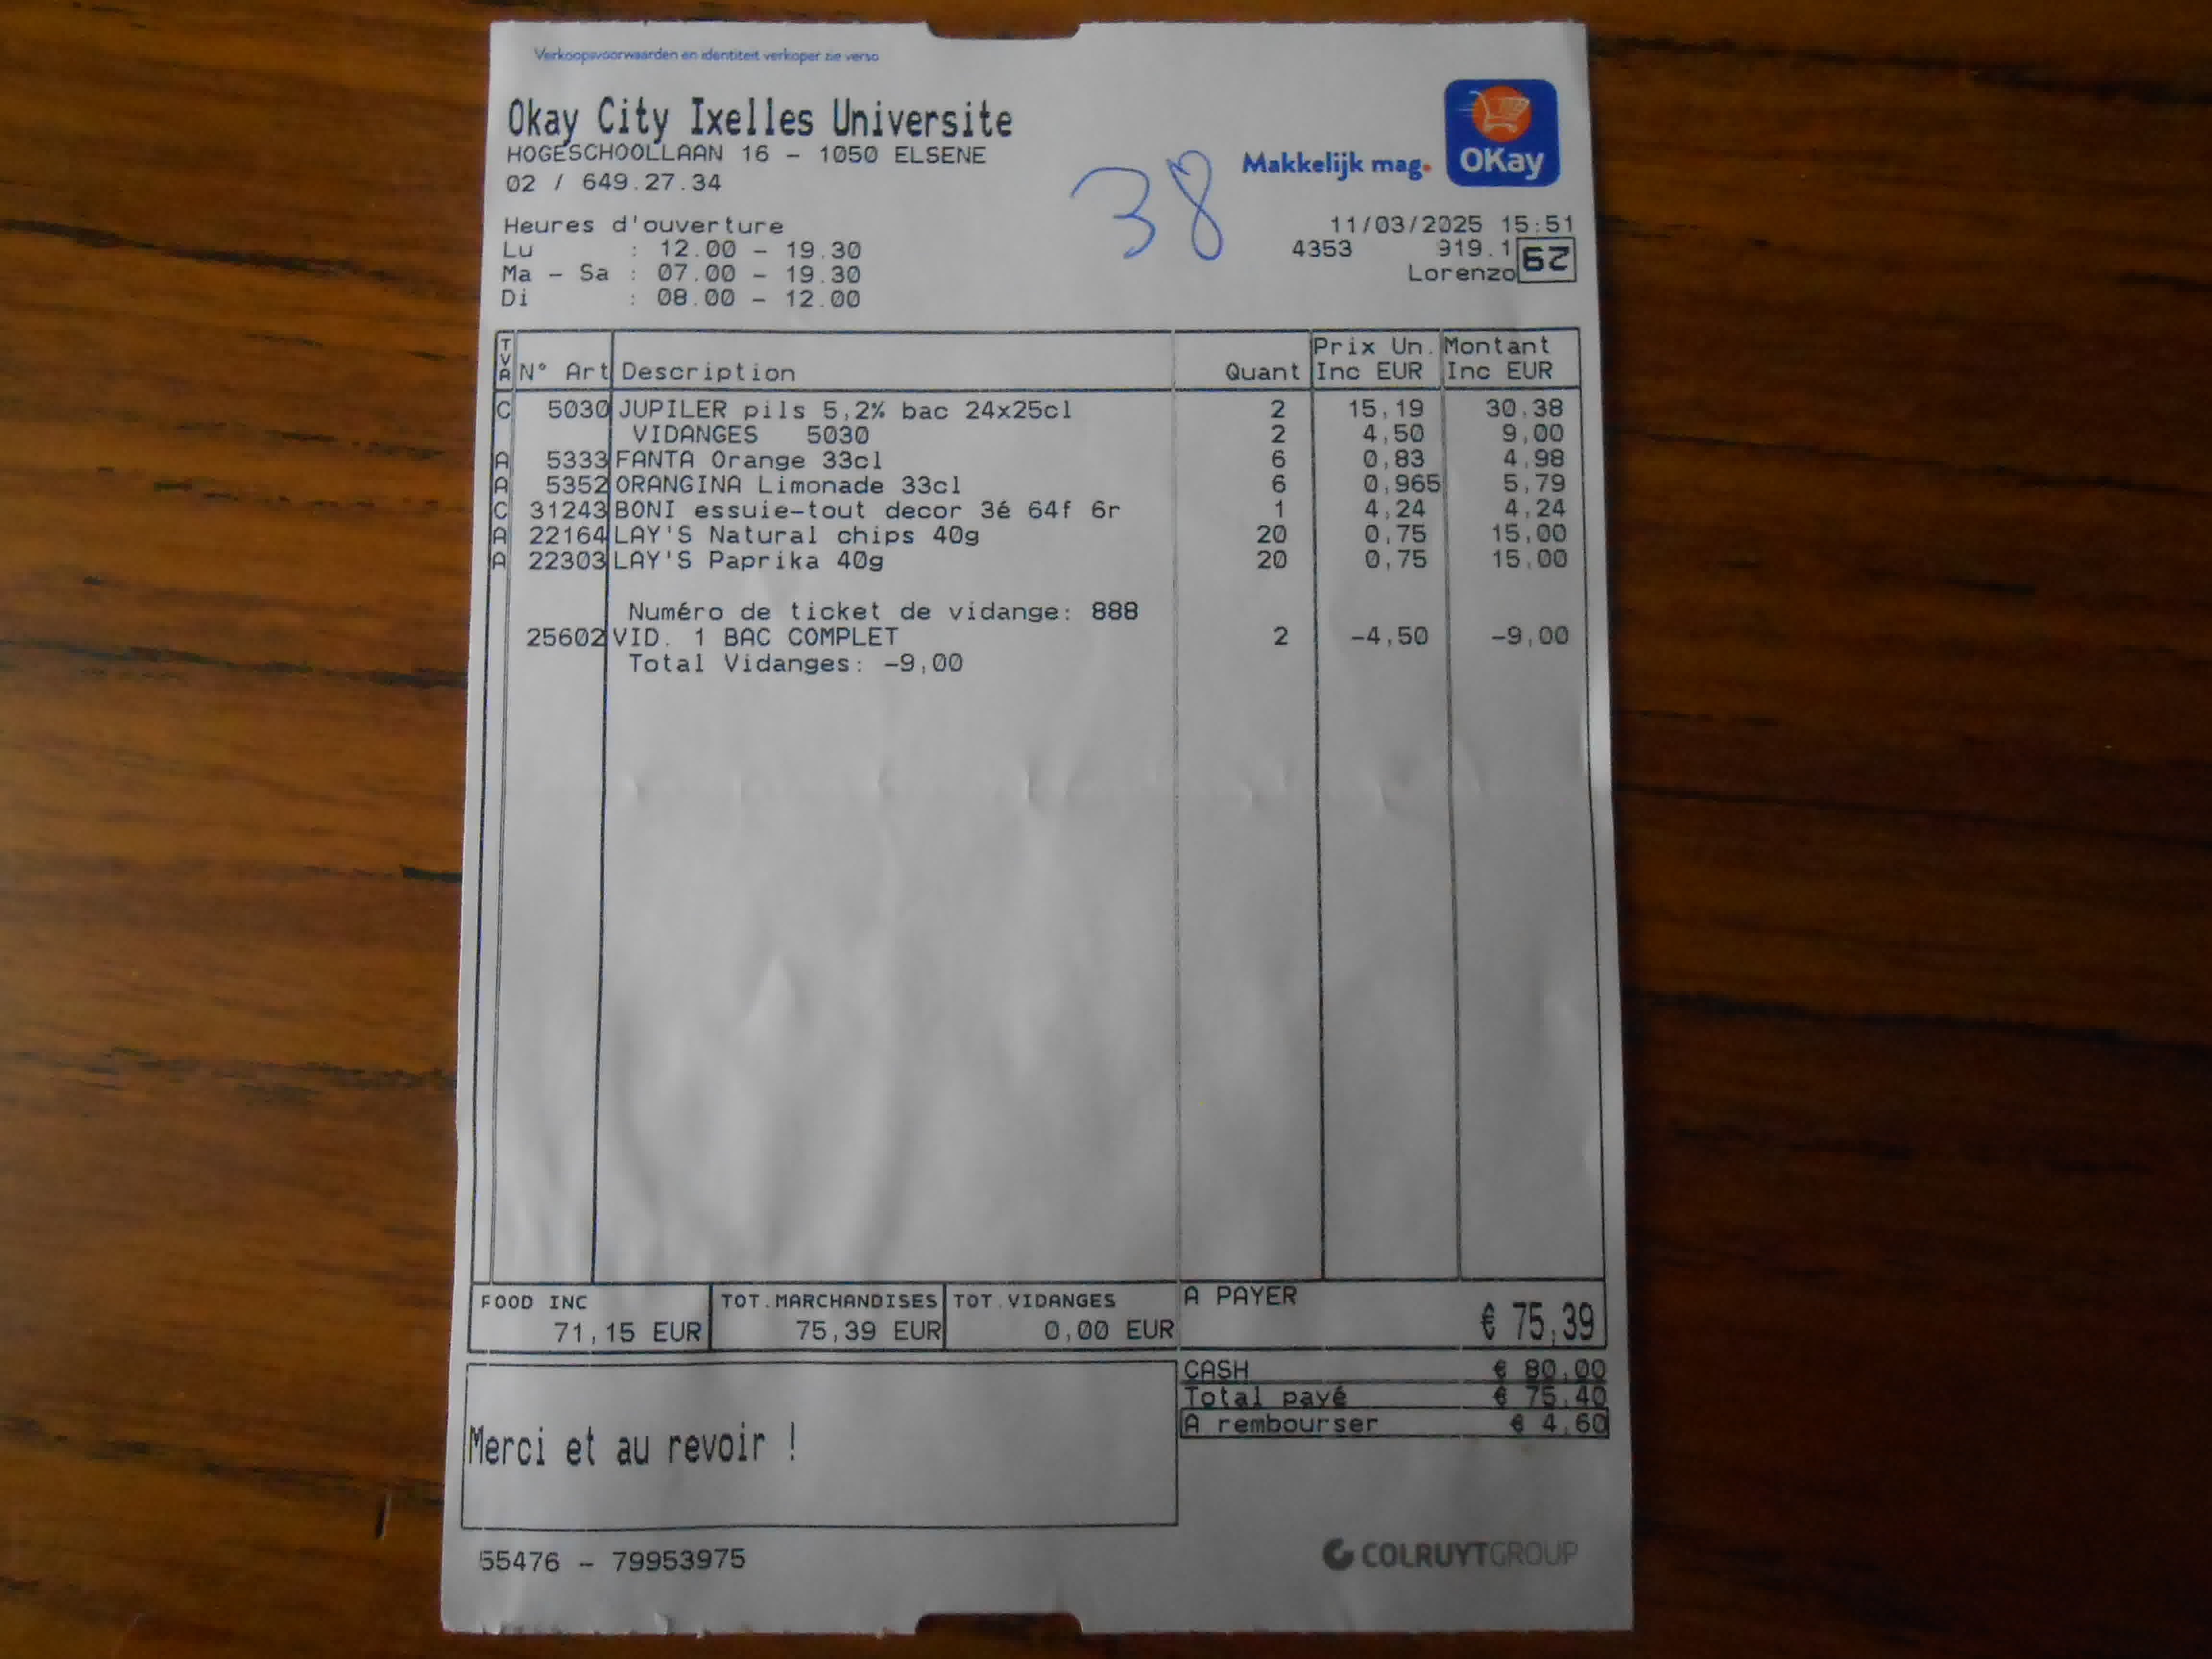 Verkoopsvoorwaarden en identiteit verkoper zie verso
Okay City Ixelles Universite
HOGESCHOOLLAAN 16 - 1050 ELSENE
02 / 649.27.34
38
Makkelijk mag.
OKay
Heures d'ouverture
Lu : 12.00 - 19.30
Ma - Sa : 07.00 - 19.30
Di : 08.00 - 12.00
11/03/2025 15:51
4353 919.1
Lorenzo
62
TVA N° Art Description Quant Prix Un. Inc EUR Montant Inc EUR
C 5030 JUPILER pils 5,2% bac 24x25cl 2 15,19 30,38
VIDANGES 5030 2 4,50 9,00
A 5333 FANTA Orange 33cl 6 0,83 4,98
A 5352 ORANGINA Limonade 33cl 6 0,965 5,79
C 31243 BONI essuie-tout decor 3é 64f 6r 1 4,24 4,24
A 22164 LAY'S Natural chips 40g 20 0,75 15,00
A 22303 LAY'S Paprika 40g 20 0,75 15,00
Numéro de ticket de vidange: 888
25602 VID. 1 BAC COMPLET 2 -4,50 -9,00
Total Vidanges: -9,00
FOOD INC TOT.MARCHANDISES TOT.VIDANGES A PAYER
71,15 EUR 75,39 EUR 0,00 EUR € 75,39
CASH € 80,00
Total payé € 75,40
A rembourser € 4,60
Merci et au revoir !
55476 - 79953975
COLRUYTGROUP